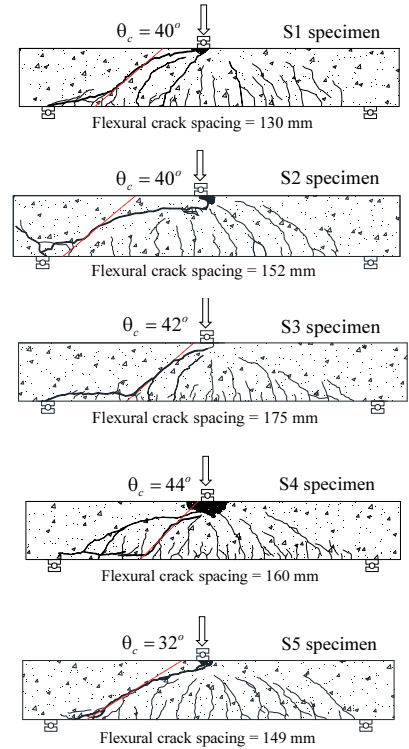 θc = 40° S1 specimen
Flexural crack spacing = 130 mm
θc = 40° S2 specimen
Flexural crack spacing = 152 mm
θc = 42° S3 specimen
Flexural crack spacing = 175 mm
θc = 44° S4 specimen
Flexural crack spacing = 160 mm
θc = 32° S5 specimen
Flexural crack spacing = 149 mm